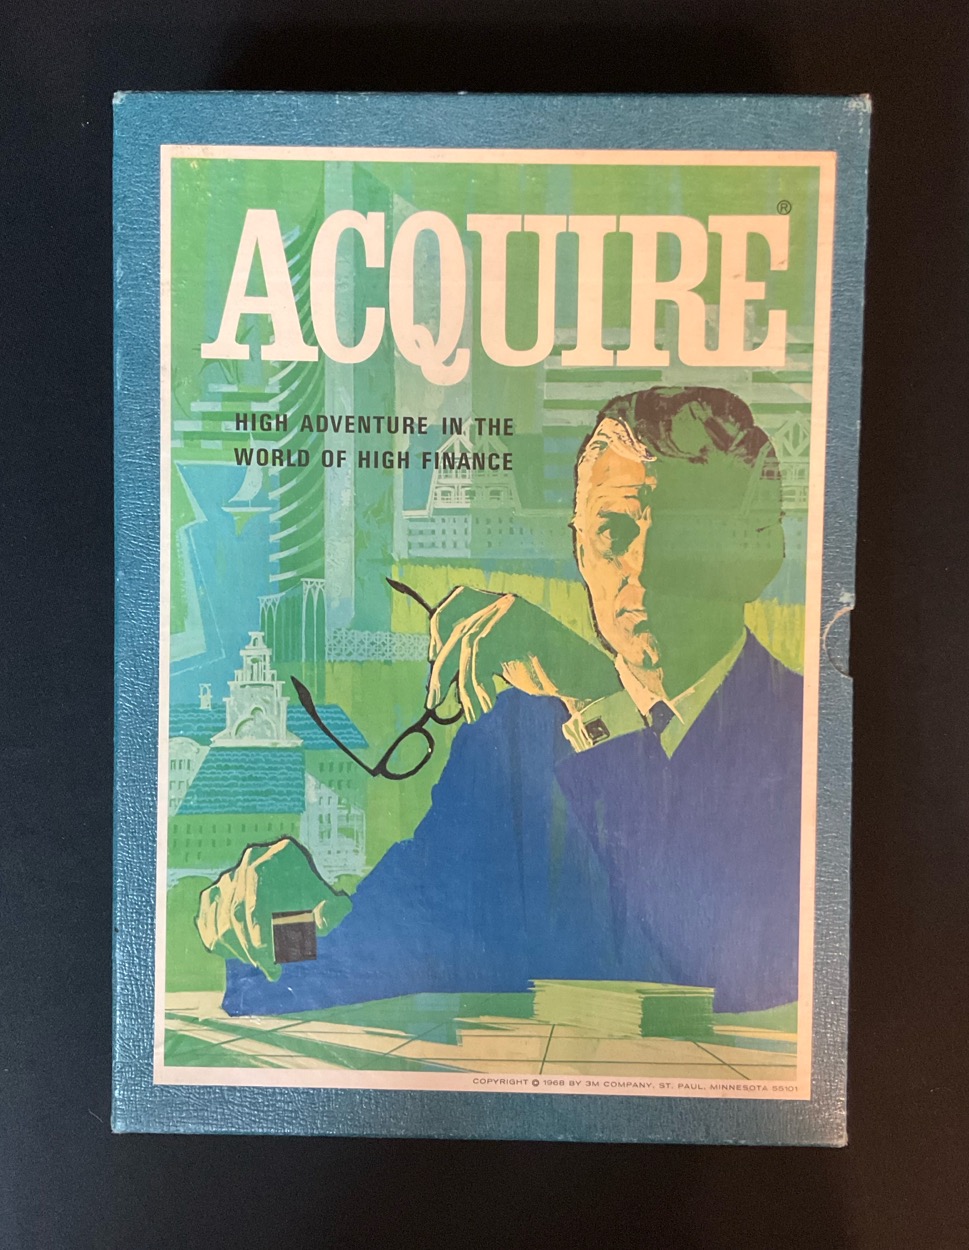 ACQUIRE®
HIGH ADVENTURE IN THE
WORLD OF HIGH FINANCE
COPYRIGHT © 1968 BY 3M COMPANY, ST. PAUL, MINNESOTA 55101